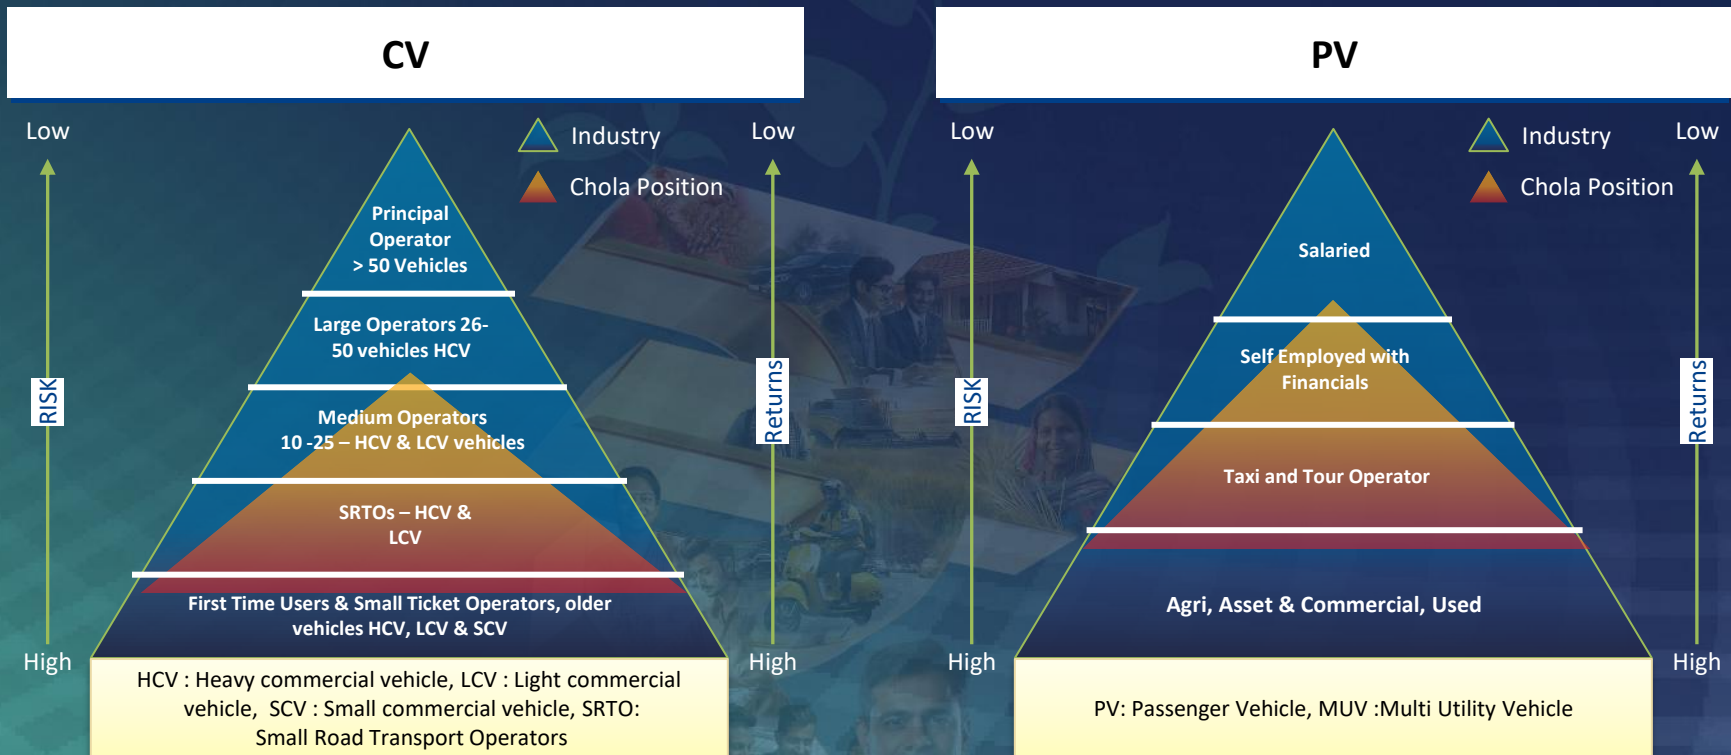 CV
Low
Industry
Chola Position
Low
Principal
Operator
> 50 Vehicles
Large Operators 26-
50 vehicles HCV
RISK
Returns
Medium Operators
10 -25 – HCV & LCV vehicles
SRTOs – HCV &
LCV
First Time Users & Small Ticket Operators, older
vehicles HCV, LCV & SCV
High
High
HCV : Heavy commercial vehicle, LCV : Light commercial
vehicle,  SCV : Small commercial vehicle, SRTO:
Small Road Transport Operators
PV
Low
Industry
Chola Position
Low
Salaried
Self Employed with
Financials
RISK
Returns
Taxi and Tour Operator
Agri, Asset & Commercial, Used
High
High
PV: Passenger Vehicle, MUV :Multi Utility Vehicle